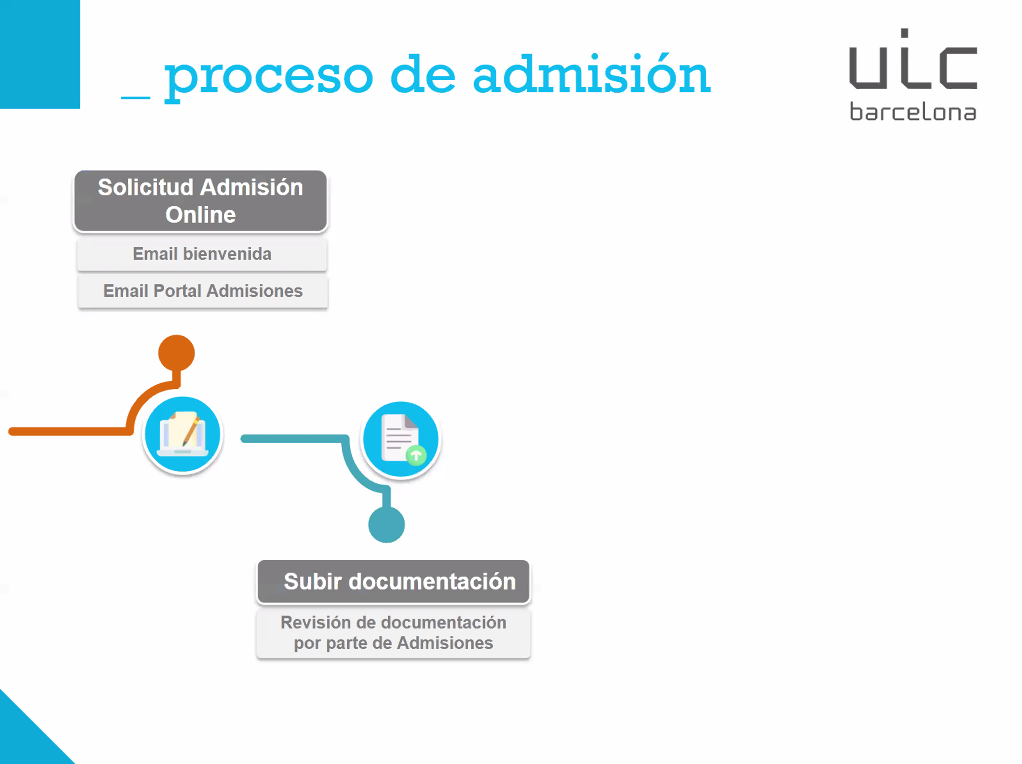 _ proceso de admisión
uic
barcelona
Solicitud Admisión
Online
Email bienvenida
Email Portal Admisiones
Subir documentación
Revisión de documentación
por parte de Admisiones